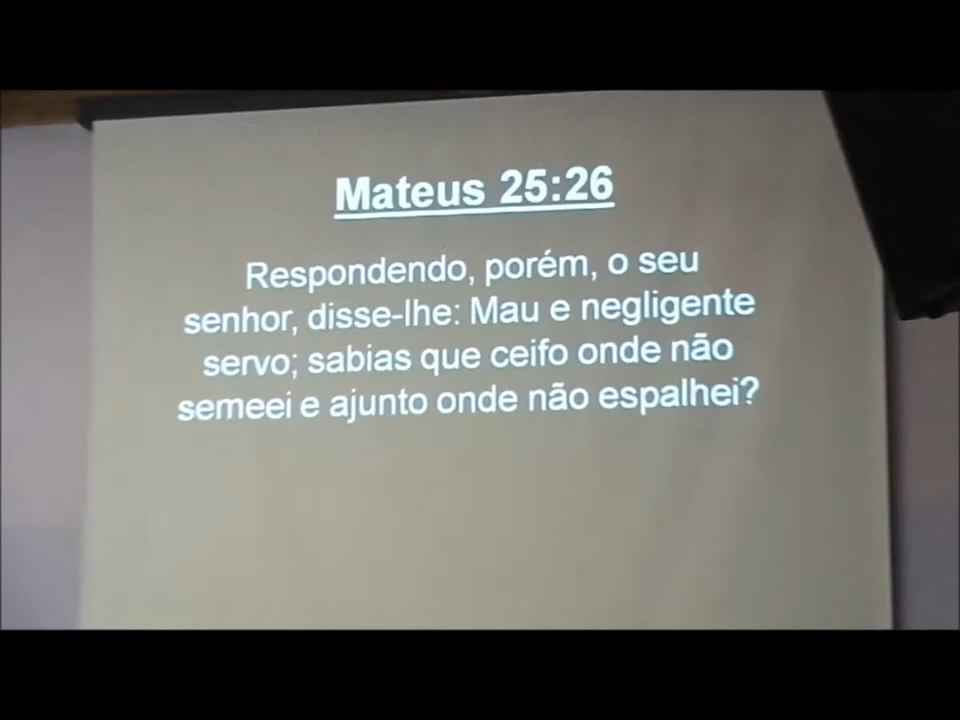 Mateus 25:26
Respondendo, porém, o seu
senhor, disse-lhe: Mau e negligente
servo; sabias que ceifo onde não
semeei e ajunto onde não espalhei?